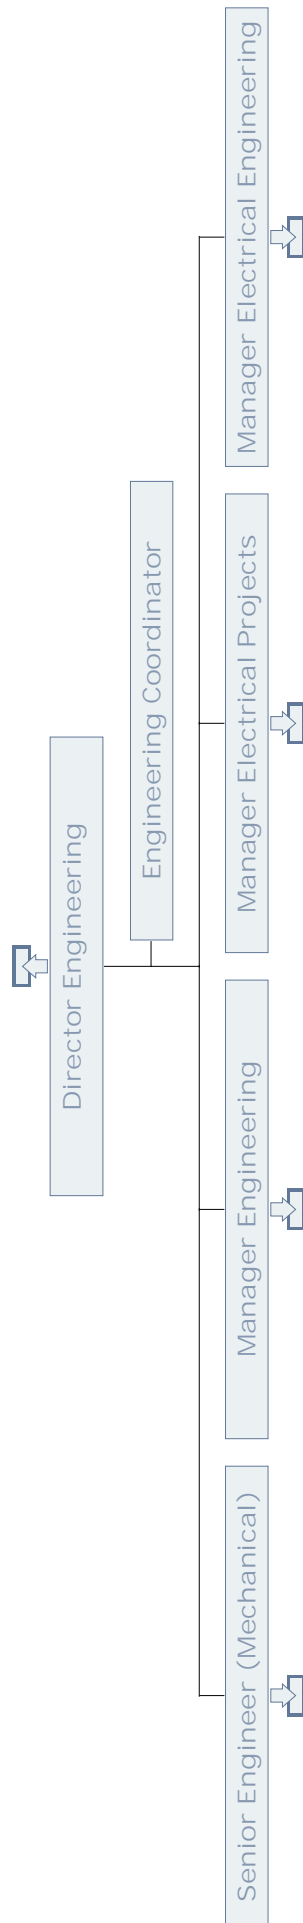 Director Engineering
Engineering Coordinator
Senior Engineer (Mechanical)
Manager Engineering
Manager Electrical Projects
Manager Electrical Engineering